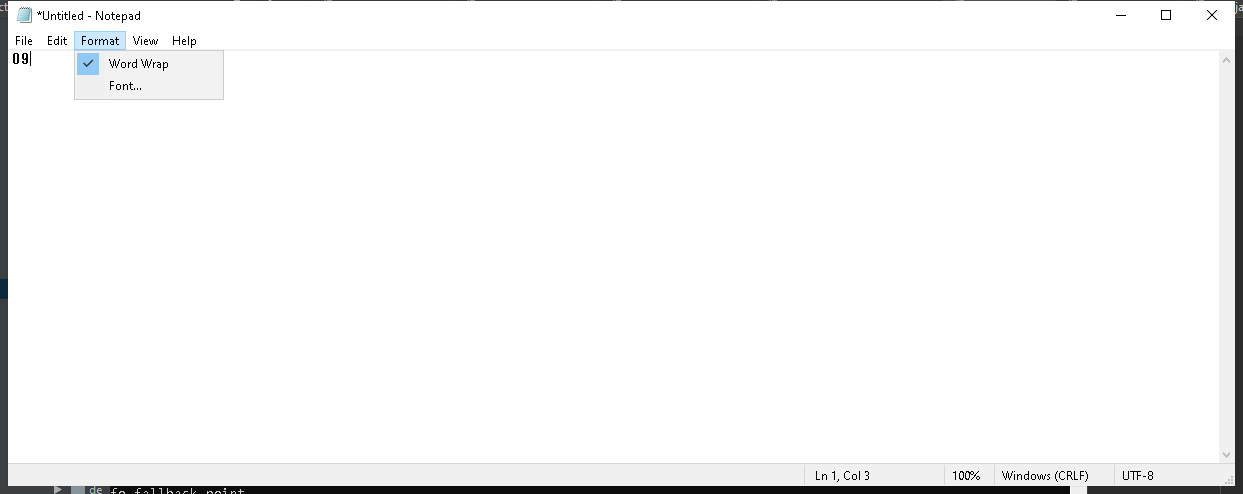 *Untitled - Notepad
File Edit Format View Help
09
Word Wrap
Font...
Ln 1, Col 3 100% Windows (CRLF) UTF-8
de fo fallback point